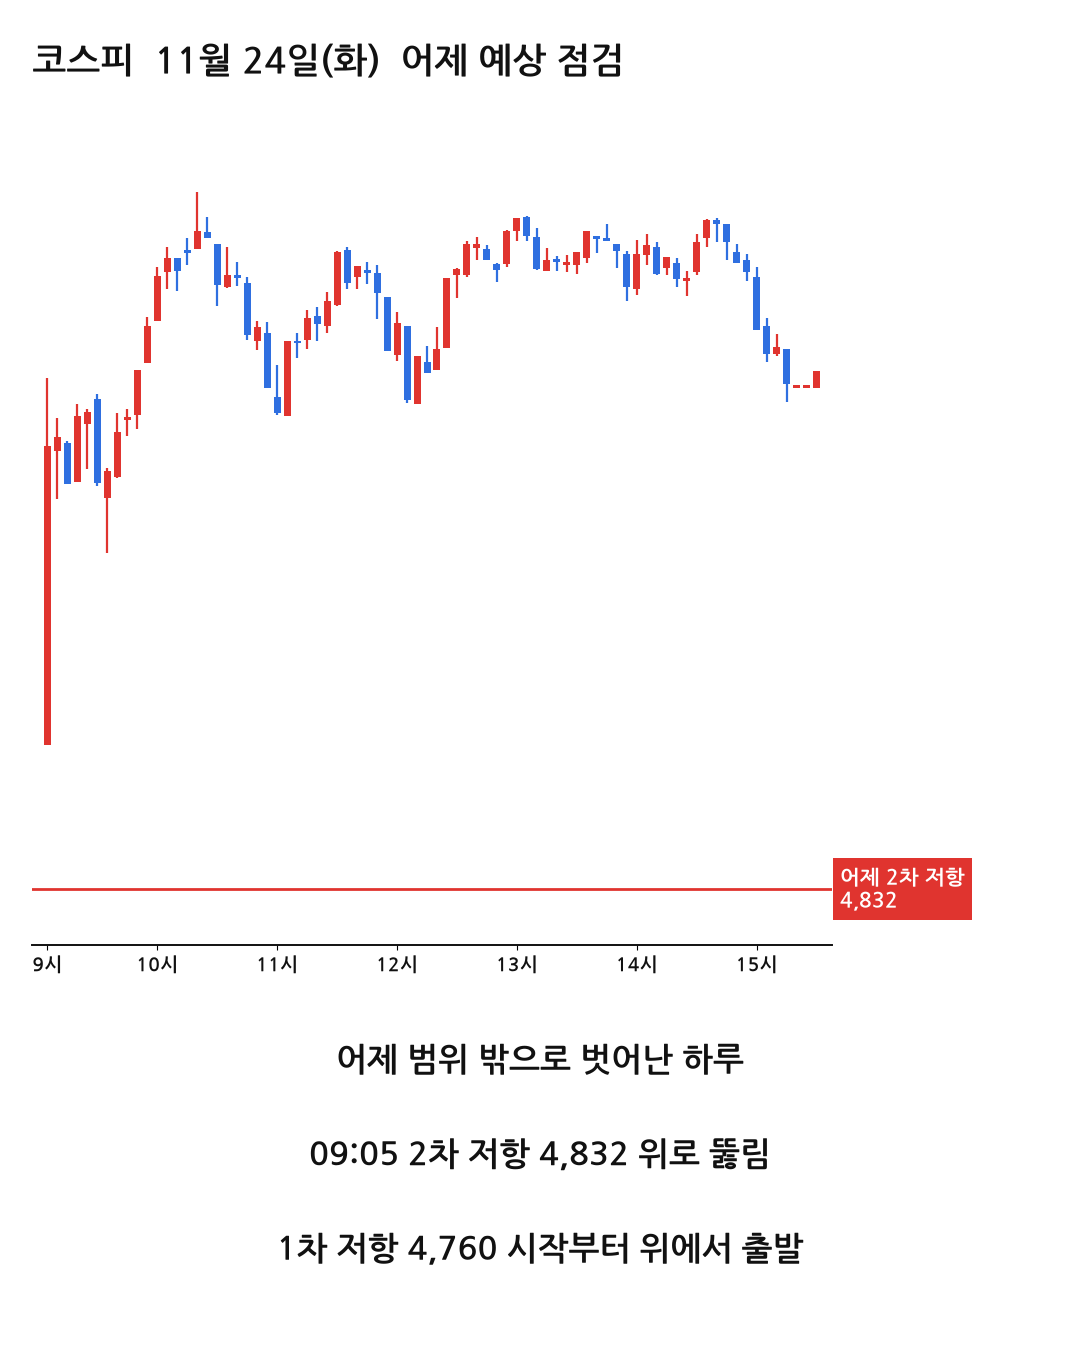 코스피 11월 24일(화) 어제 예상 점검
어제 2차 저항
4,832
9시 10시 11시 12시 13시 14시 15시
어제 범위 밖으로 벗어난 하루
09:05 2차 저항 4,832 위로 뚫림
1차 저항 4,760 시작부터 위에서 출발